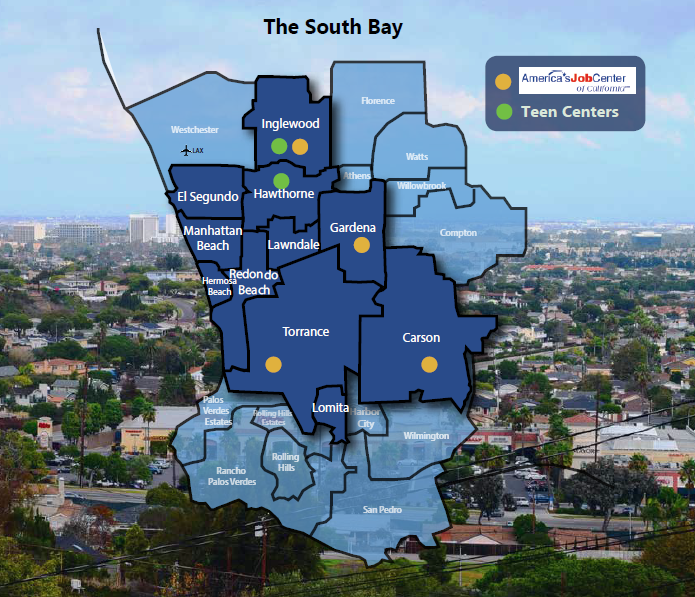 The South Bay
America'sJobCenter
of California
Teen Centers
Florence
Westchester
Inglewood
LAX
Watts
Athens
Willowbrook
El Segundo
Hawthorne
Gardena
Compton
Manhattan
Beach
Lawndale
Hermosa
Beach
Redondo
Beach
Torrance
Carson
Palos
Verdes
Estates
Rolling Hills
Estates
Lomita
Harbor
City
Wilmington
Rolling
Hills
Rancho
Palos Verdes
San Pedro